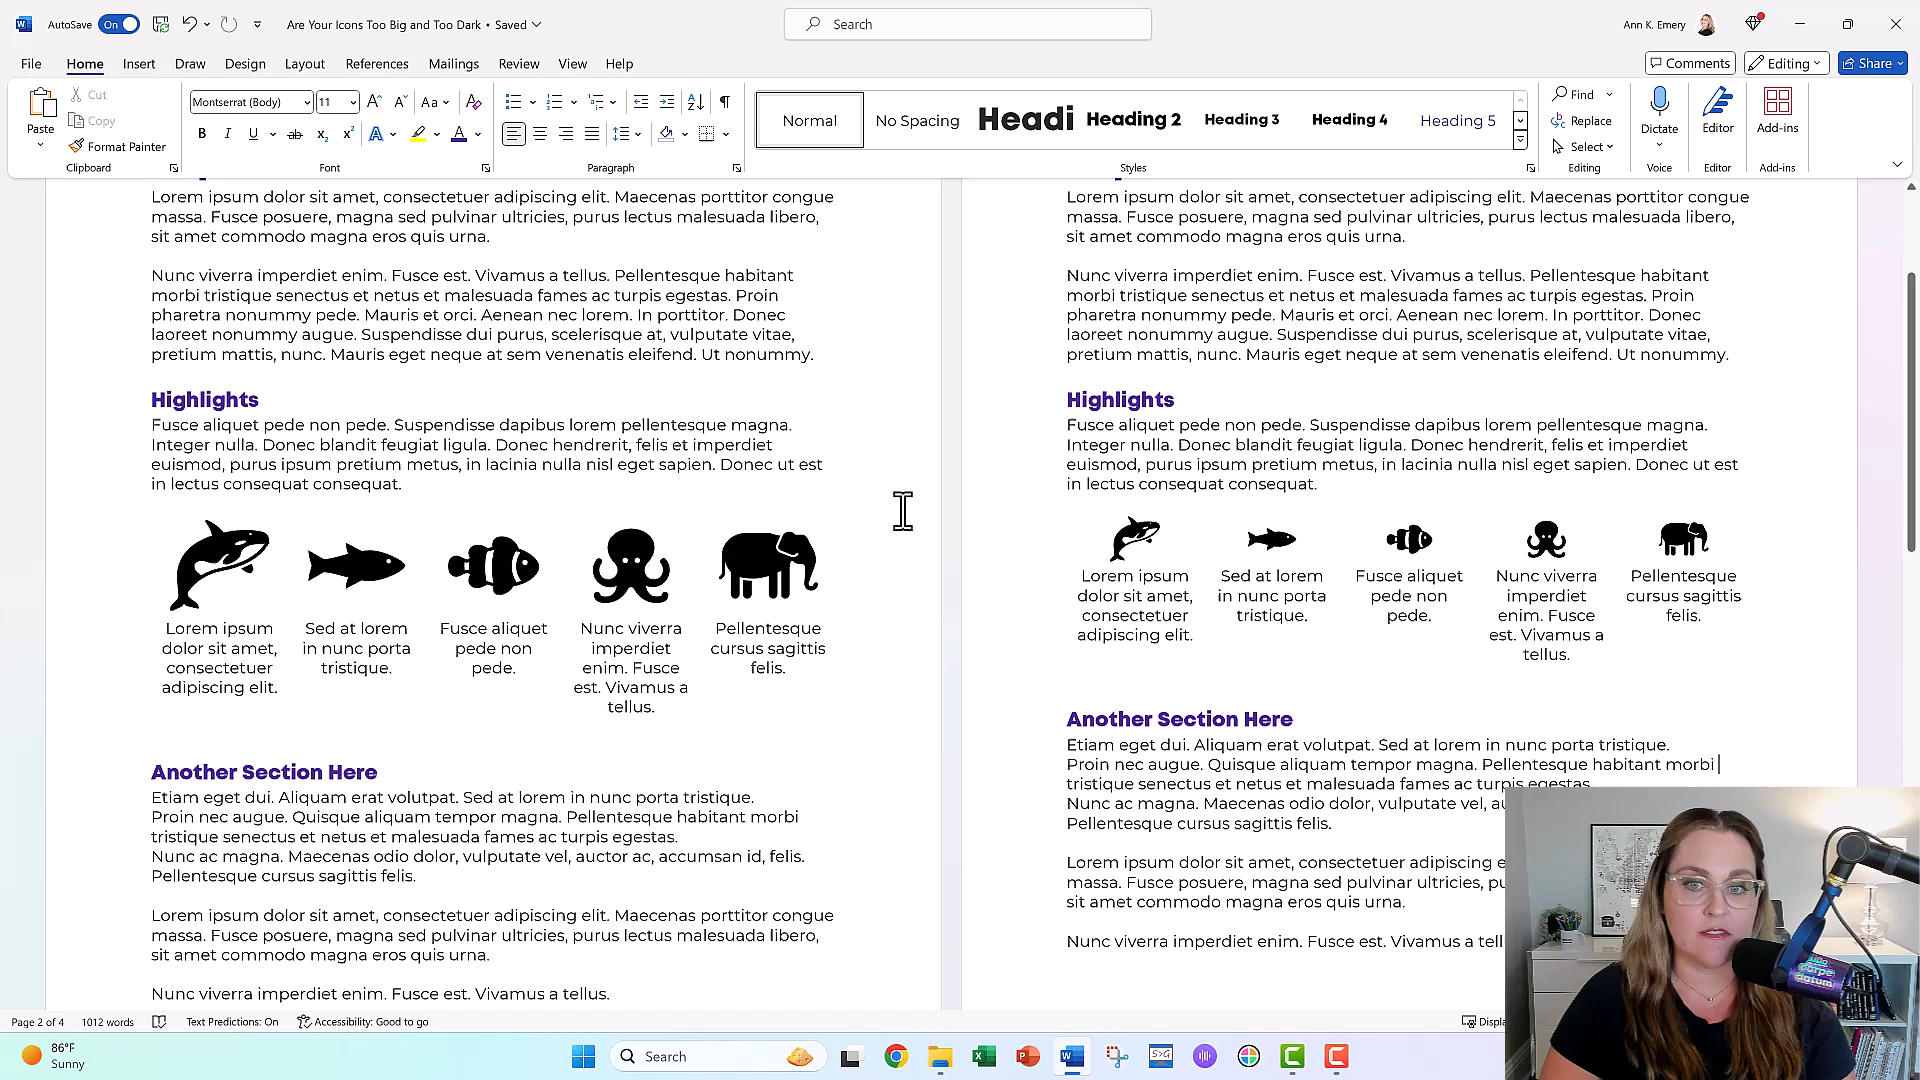 AutoSave On Are Your Icons Too Big and Too Dark • Saved Search Ann K. Emery
File Home Insert Draw Design Layout References Mailings Review View Help Comments Editing Share
Paste Cut Copy Format Painter Clipboard
Montserrat (Body) 11 Aa
B I U ab x₂ x² A A
Font
Paragraph
Normal No Spacing Headi Heading 2 Heading 3 Heading 4 Heading 5
Styles
Find Replace Select Editing
Dictate Voice
Editor Editor
Add-ins Add-ins
Lorem ipsum dolor sit amet, consectetuer adipiscing elit. Maecenas porttitor congue
massa. Fusce posuere, magna sed pulvinar ultricies, purus lectus malesuada libero,
sit amet commodo magna eros quis urna.
Nunc viverra imperdiet enim. Fusce est. Vivamus a tellus. Pellentesque habitant
morbi tristique senectus et netus et malesuada fames ac turpis egestas. Proin
pharetra nonummy pede. Mauris et orci. Aenean nec lorem. In porttitor. Donec
laoreet nonummy augue. Suspendisse dui purus, scelerisque at, vulputate vitae,
pretium mattis, nunc. Mauris eget neque at sem venenatis eleifend. Ut nonummy.
Highlights
Fusce aliquet pede non pede. Suspendisse dapibus lorem pellentesque magna.
Integer nulla. Donec blandit feugiat ligula. Donec hendrerit, felis et imperdiet
euismod, purus ipsum pretium metus, in lacinia nulla nisl eget sapien. Donec ut est
in lectus consequat consequat.
Lorem ipsum
dolor sit amet,
consectetuer
adipiscing elit.
Sed at lorem
in nunc porta
tristique.
Fusce aliquet
pede non
pede.
Nunc viverra
imperdiet
enim. Fusce
est. Vivamus a
tellus.
Pellentesque
cursus sagittis
felis.
Another Section Here
Etiam eget dui. Aliquam erat volutpat. Sed at lorem in nunc porta tristique.
Proin nec augue. Quisque aliquam tempor magna. Pellentesque habitant morbi
tristique senectus et netus et malesuada fames ac turpis egestas.
Nunc ac magna. Maecenas odio dolor, vulputate vel, auctor ac, accumsan id, felis.
Pellentesque cursus sagittis felis.
Lorem ipsum dolor sit amet, consectetuer adipiscing elit. Maecenas porttitor congue
massa. Fusce posuere, magna sed pulvinar ultricies, purus lectus malesuada libero,
sit amet commodo magna eros quis urna.
Nunc viverra imperdiet enim. Fusce est. Vivamus a tellus.
Lorem ipsum dolor sit amet, consectetuer adipiscing elit. Maecenas porttitor congue
massa. Fusce posuere, magna sed pulvinar ultricies, purus lectus malesuada libero,
sit amet commodo magna eros quis urna.
Nunc viverra imperdiet enim. Fusce est. Vivamus a tellus. Pellentesque habitant
morbi tristique senectus et netus et malesuada fames ac turpis egestas. Proin
pharetra nonummy pede. Mauris et orci. Aenean nec lorem. In porttitor. Donec
laoreet nonummy augue. Suspendisse dui purus, scelerisque at, vulputate vitae,
pretium mattis, nunc. Mauris eget neque at sem venenatis eleifend. Ut nonummy.
Highlights
Fusce aliquet pede non pede. Suspendisse dapibus lorem pellentesque magna.
Integer nulla. Donec blandit feugiat ligula. Donec hendrerit, felis et imperdiet
euismod, purus ipsum pretium metus, in lacinia nulla nisl eget sapien. Donec ut est
in lectus consequat consequat.
Lorem ipsum
dolor sit amet,
consectetuer
adipiscing elit.
Sed at lorem
in nunc porta
tristique.
Fusce aliquet
pede non
pede.
Nunc viverra
imperdiet
enim. Fusce
est. Vivamus a
tellus.
Pellentesque
cursus sagittis
felis.
Another Section Here
Etiam eget dui. Aliquam erat volutpat. Sed at lorem in nunc porta tristique.
Proin nec augue. Quisque aliquam tempor magna. Pellentesque habitant morbi
tristique senectus et netus et malesuada fames ac turpis egestas.
Nunc ac magna. Maecenas odio dolor, vulputate vel, au
Pellentesque cursus sagittis felis.
Lorem ipsum dolor sit amet, consectetuer adipiscing e
massa. Fusce posuere, magna sed pulvinar ultricies, pu
sit amet commodo magna eros quis urna.
Nunc viverra imperdiet enim. Fusce est. Vivamus a tell
Page 2 of 4 1012 words Text Predictions: On Accessibility: Good to go Displa
86°F
Sunny
Search
S>G